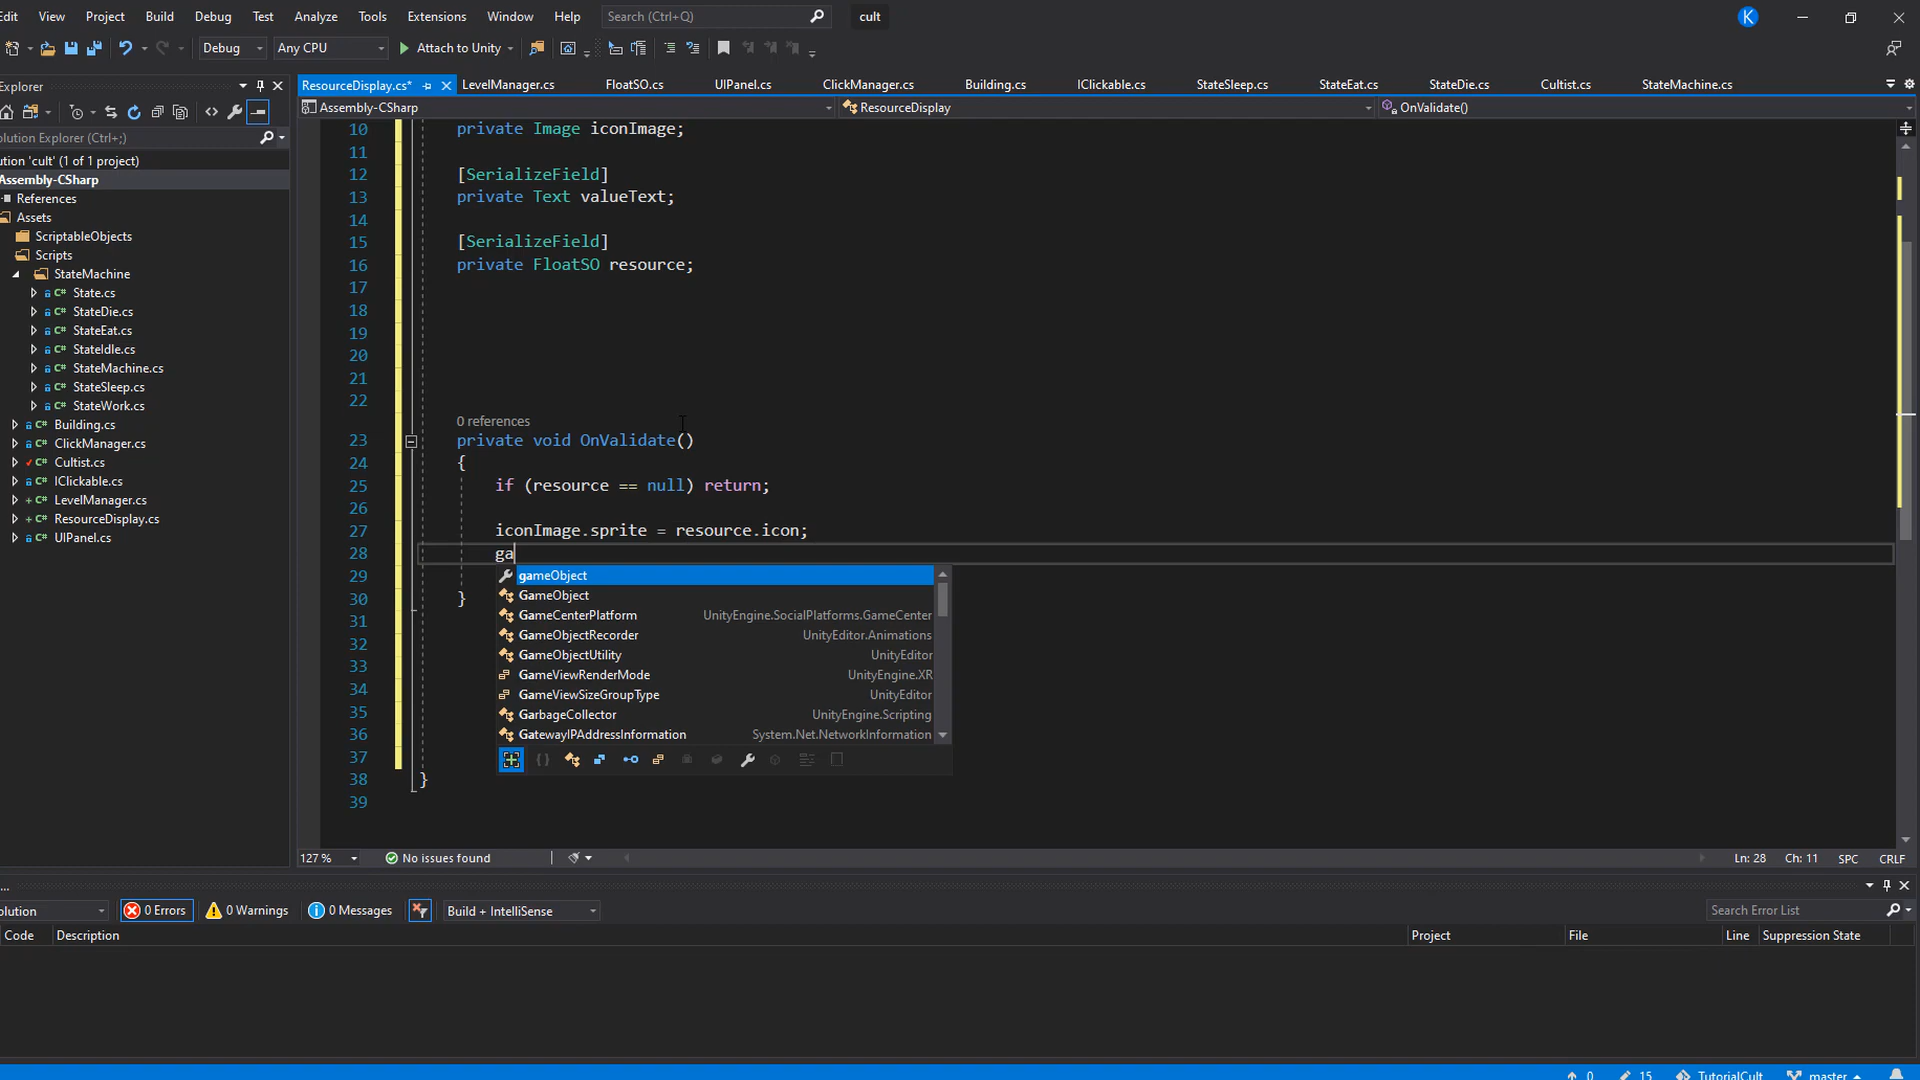 Edit View Project Build Debug Test Analyze Tools Extensions Window Help Search (Ctrl+Q) cult K
Debug Any CPU Attach to Unity
Explorer
ResourceDisplay.cs* LevelManager.cs FloatSO.cs UIPanel.cs ClickManager.cs Building.cs IClickable.cs StateSleep.cs StateEat.cs StateDie.cs Cultist.cs StateMachine.cs
Assembly-CSharp ResourceDisplay OnValidate()
olution Explorer (Ctrl+;)
ution 'cult' (1 of 1 project)
Assembly-CSharp
References
Assets
ScriptableObjects
Scripts
StateMachine
C# State.cs
C# StateDie.cs
C# StateEat.cs
C# StateIdle.cs
C# StateMachine.cs
C# StateSleep.cs
C# StateWork.cs
C# Building.cs
C# ClickManager.cs
C# Cultist.cs
C# IClickable.cs
C# LevelManager.cs
C# ResourceDisplay.cs
C# UIPanel.cs
10 private Image iconImage;
11
12 [SerializeField]
13 private Text valueText;
14
15 [SerializeField]
16 private FloatSO resource;
17
18
19
20
21
22
0 references
23 private void OnValidate()
24 {
25 if (resource == null) return;
26
27 iconImage.sprite = resource.icon;
28 ga
29
30 }
31
32
33
34
35
36
37
38 }
39
gameObject
GameObject
GameCenterPlatform UnityEngine.SocialPlatforms.GameCenter
GameObjectRecorder UnityEditor.Animations
GameObjectUtility UnityEditor
GameViewRenderMode UnityEngine.XR
GameViewSizeGroupType UnityEditor
GarbageCollector UnityEngine.Scripting
GatewayIPAddressInformation System.Net.NetworkInformation
127 % No issues found Ln: 28 Ch: 11 SPC CRLF
...
olution 0 Errors 0 Warnings 0 Messages Build + IntelliSense Search Error List
Code Description Project File Line Suppression State
0 15 TutorialCult master